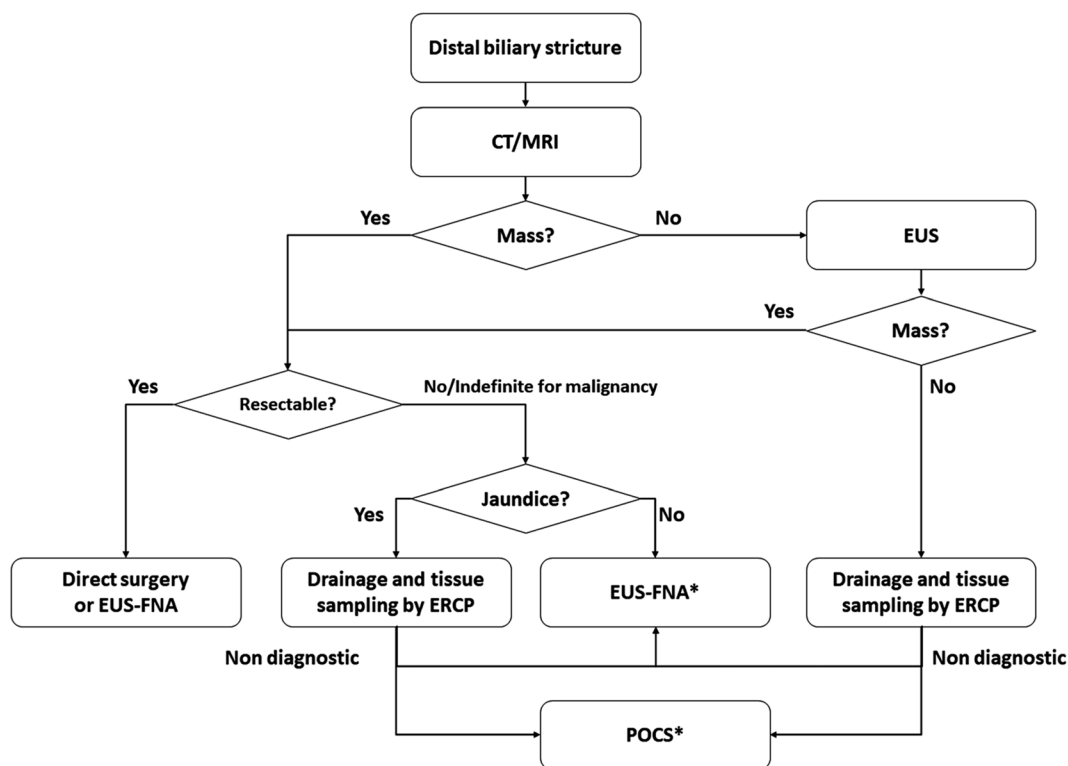 Distal biliary stricture
CT/MRI
Yes
No
Mass?
EUS
Yes
Mass?
Yes
No/Indefinite for malignancy
No
Resectable?
Jaundice?
Yes
No
Direct surgery
or EUS-FNA
Drainage and tissue
sampling by ERCP
EUS-FNA*
Drainage and tissue
sampling by ERCP
Non diagnostic
Non diagnostic
POCS*